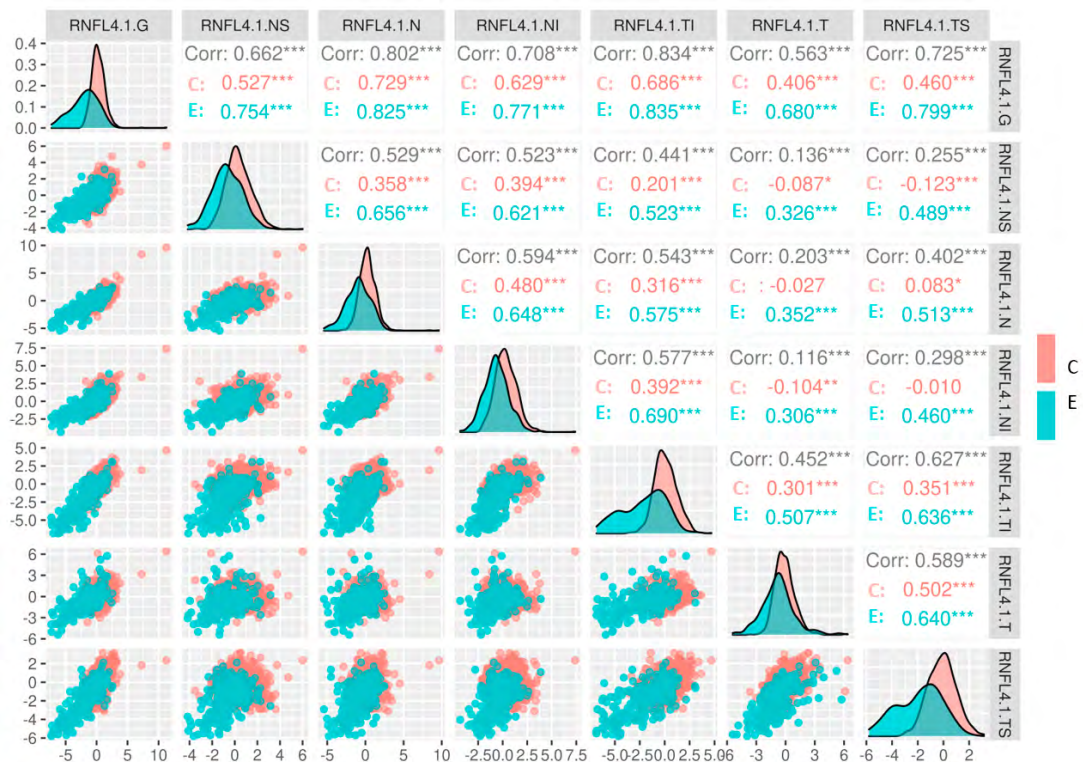 RNFL4.1.G RNFL4.1.NS RNFL4.1.N RNFL4.1.NI RNFL4.1.TI RNFL4.1.T RNFL4.1.TS
0.4 Corr: 0.662*** Corr: 0.802*** Corr: 0.708*** Corr: 0.834*** Corr: 0.563*** Corr: 0.725*** RNFL4.1.G
0.3
0.2 C: 0.527*** C: 0.729*** C: 0.629*** C: 0.686*** C: 0.406*** C: 0.460***
0.1 E: 0.754*** E: 0.825*** E: 0.771*** E: 0.835*** E: 0.680*** E: 0.799***
0.0
6 Corr: 0.529*** Corr: 0.523*** Corr: 0.441*** Corr: 0.136*** Corr: 0.255*** RNFL4.1.NS
4
2 C: 0.358*** C: 0.394*** C: 0.201*** C: -0.087* C: -0.123***
0
-2 E: 0.656*** E: 0.621*** E: 0.523*** E: 0.326*** E: 0.489***
-4
10 Corr: 0.594*** Corr: 0.543*** Corr: 0.203*** Corr: 0.402*** RNFL4.1.N
5 C: 0.480*** C: 0.316*** C: : -0.027 C: 0.083*
0 E: 0.648*** E: 0.575*** E: 0.352*** E: 0.513***
-5
7.5 Corr: 0.577*** Corr: 0.116*** Corr: 0.298*** RNFL4.1.NI
5.0
2.5 C: 0.392*** C: -0.104** C: -0.010 C
0.0 E: 0.690*** E: 0.306*** E: 0.460*** E
-2.5
5.0 Corr: 0.452*** Corr: 0.627*** RNFL4.1.TI
2.5
0.0 C: 0.301*** C: 0.351***
-2.5 E: 0.507*** E: 0.636***
-5.0
6 Corr: 0.589*** RNFL4.1.T
3 C: 0.502***
0 E: 0.640***
-3
-6
2 RNFL4.1.TS
0
-2
-4
-6
-5 0 5 10 -4 -2 0 2 4 6 -5 0 5 10 -2.5 0.0 2.5 5.0 7.5 -5.0 -2.5 0.0 2.5 5.0 -6 -3 0 3 6 -6 -4 -2 0 2